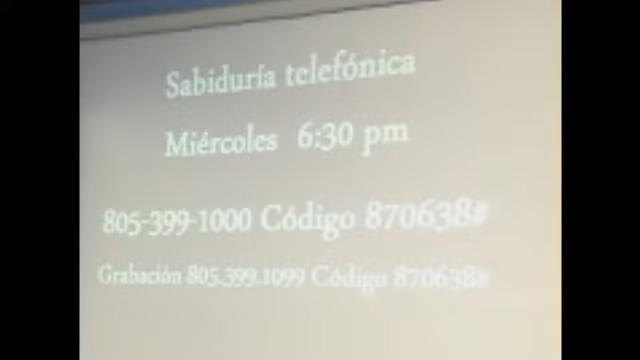 Sabiduría telefónica
Miércoles 6:30 pm
805-399-1000 Código 870638#
Grabación 805.399.1099 Código 870638#